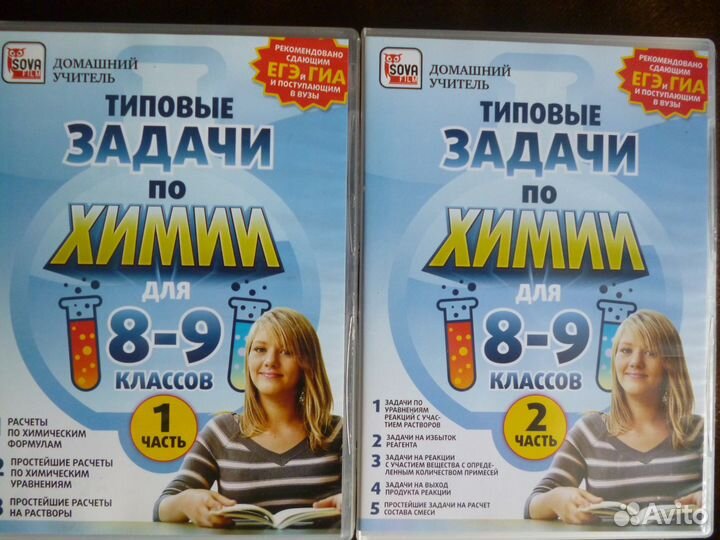 SOVA
FILM
ДОМАШНИЙ
УЧИТЕЛЬ
РЕКОМЕНДОВАНО
СДАЮЩИМ
ЕГЭ и ГИА
И ПОСТУПАЮЩИМ
В ВУЗЫ
ТИПОВЫЕ
ЗАДАЧИ
ПО
ХИМИИ
ДЛЯ
8-9
КЛАССОВ
1
ЧАСТЬ
1 РАСЧЕТЫ
ПО ХИМИЧЕСКИМ
ФОРМУЛАМ
2 ПРОСТЕЙШИЕ РАСЧЕТЫ
ПО ХИМИЧЕСКИМ
УРАВНЕНИЯМ
3 ПРОСТЕЙШИЕ РАСЧЕТЫ
НА РАСТВОРЫ
SOVA
FILM
ДОМАШНИЙ
УЧИТЕЛЬ
РЕКОМЕНДОВАНО
СДАЮЩИМ
ЕГЭ и ГИА
И ПОСТУПАЮЩИМ
В ВУЗЫ
ТИПОВЫЕ
ЗАДАЧИ
ПО
ХИМИИ
ДЛЯ
8-9
КЛАССОВ
2
ЧАСТЬ
1 ЗАДАЧИ ПО
УРАВНЕНИЯМ
РЕАКЦИЙ С УЧАС-
ТИЕМ РАСТВОРОВ
2 ЗАДАЧИ НА ИЗБЫТОК
РЕАГЕНТА
3 ЗАДАЧИ НА РЕАКЦИИ
С УЧАСТИЕМ ВЕЩЕСТВА С ОПРЕДЕ-
ЛЕННЫМ КОЛИЧЕСТВОМ ПРИМЕСЕЙ
4 ЗАДАЧИ НА ВЫХОД
ПРОДУКТА РЕАКЦИИ
5 ПРОСТЕЙШИЕ ЗАДАЧИ НА РАСЧЕТ
СОСТАВА СМЕСИ
Avito